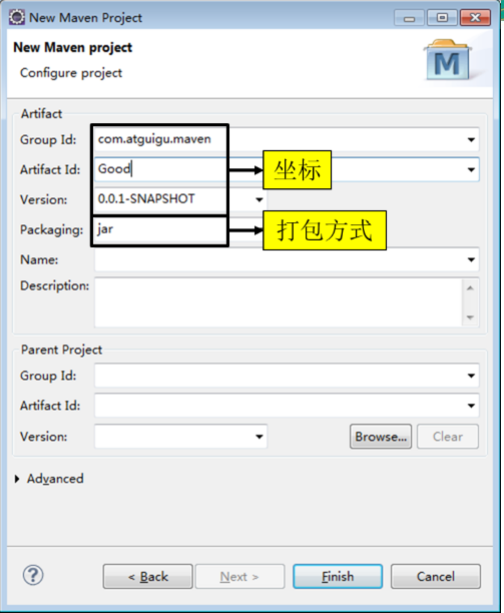 New Maven Project
New Maven project
Configure project
M
Artifact
Group Id: com.atguigu.maven
Artifact Id: Good 坐标
Version: 0.0.1-SNAPSHOT
Packaging: jar 打包方式
Name:
Description:
Parent Project
Group Id:
Artifact Id:
Version: Browse... Clear
Advanced
? < Back Next > Finish Cancel